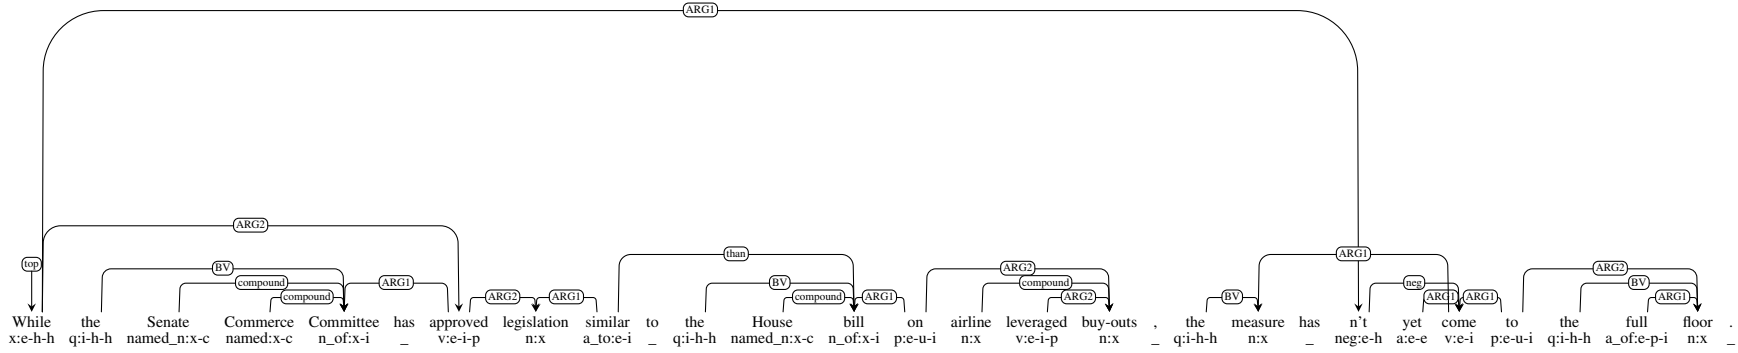 ARG1
ARG2
than ARG1
top BV ARG2 ARG2
compound ARG1 BV compound neg BV
compound ARG2 ARG1 compound ARG1 ARG2 BV ARG1 ARG1 ARG1
While the Senate Commerce Committee has approved legislation similar to the House bill on airline leveraged buy-outs , the measure has n't yet come to the full floor .
x:e-h-h q:i-h-h named_n:x-c named:x-c n_of:x-i _ v:e-i-p n:x a_to:e-i _ q:i-h-h named_n:x-c n_of:x-i p:e-u-i n:x v:e-i-p n:x _ q:i-h-h n:x _ neg:e-h a:e-e v:e-i p:e-u-i q:i-h-h a_of:e-p-i n:x _